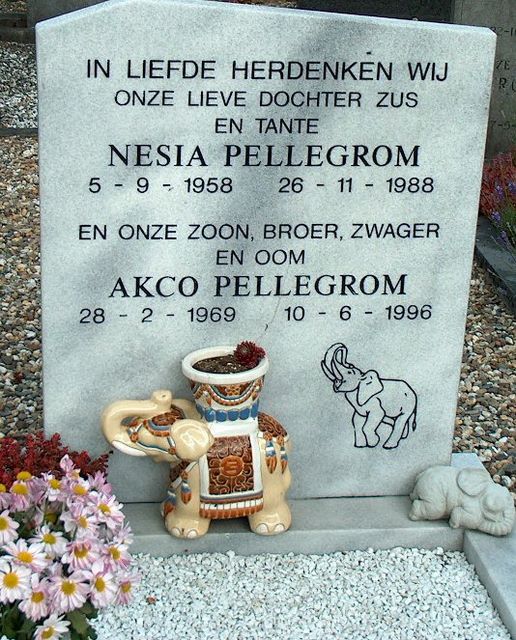 IN LIEFDE HERDENKEN WIJ
ONZE LIEVE DOCHTER ZUS
EN TANTE
NESIA PELLEGROM
5 - 9 - 1958 26 - 11 - 1988
EN ONZE ZOON, BROER, ZWAGER
EN OOM
AKCO PELLEGROM
28 - 2 - 1969 10 - 6 - 1996